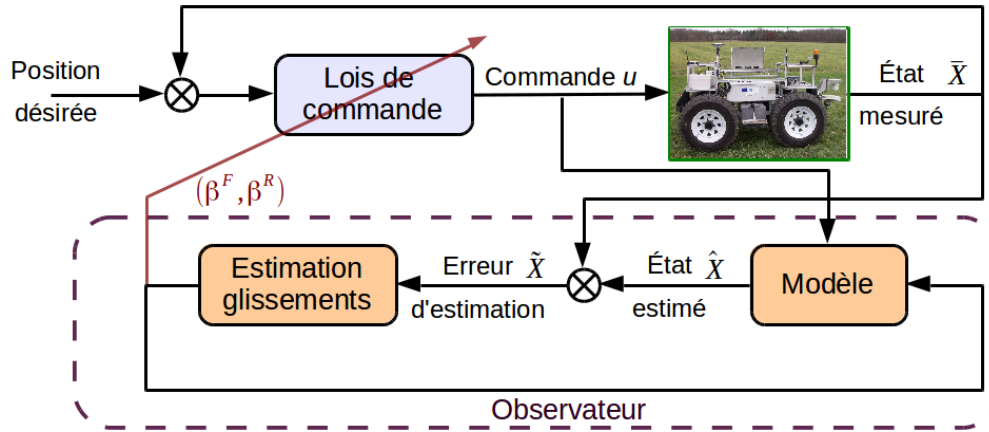 Position
désirée
Lois de
commande
Commande u
État X̄
mesuré
(β^F, β^R)
Estimation
glissements
Erreur X̃
d'estimation
État X̂
estimé
Modèle
Observateur